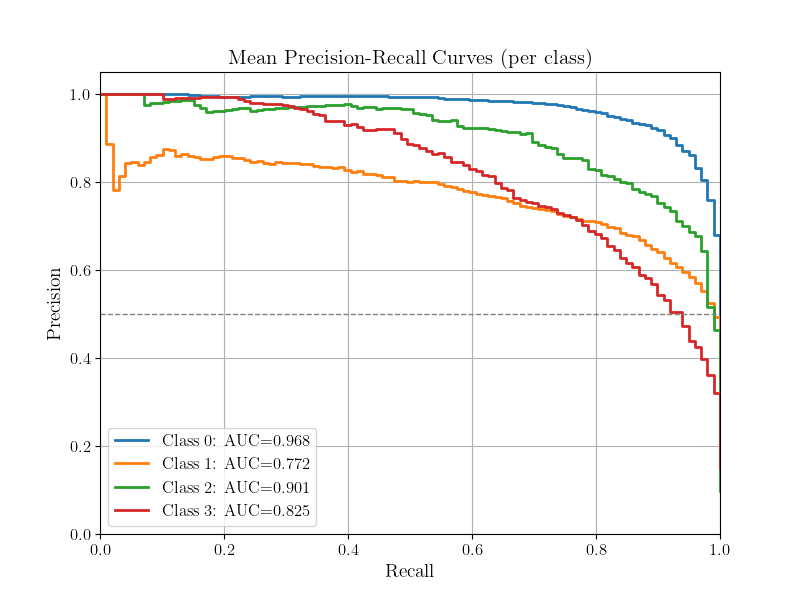 Mean Precision-Recall Curves (per class)
1.0
0.8
0.6
0.4
0.2
0.0
Precision
Class 0: AUC=0.968
Class 1: AUC=0.772
Class 2: AUC=0.901
Class 3: AUC=0.825
0.0 0.2 0.4 0.6 0.8 1.0
Recall